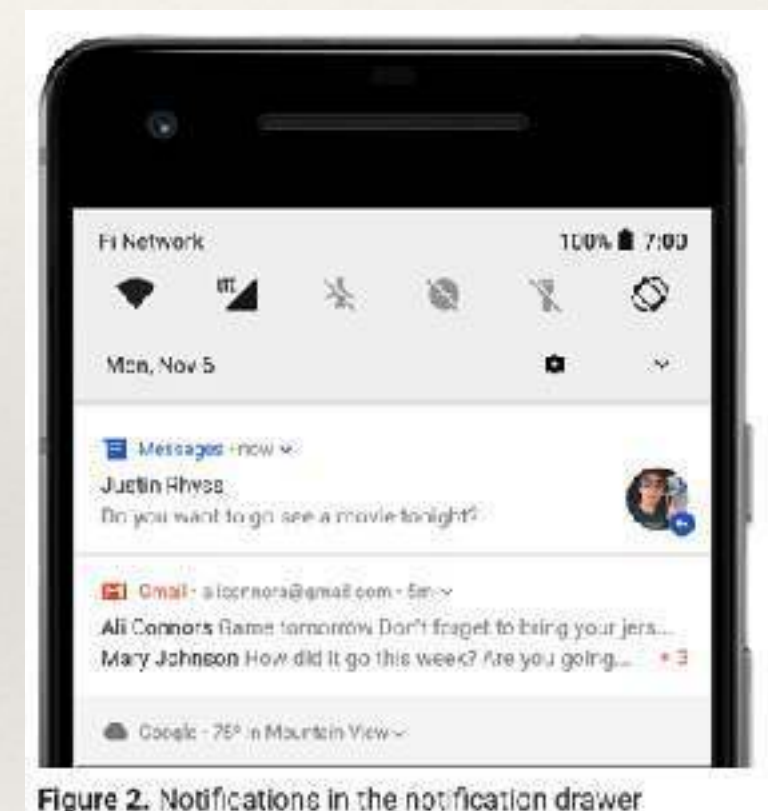 Fi Network 100% 7:00
LTE
Mon, Nov 5
Messages · now
Justin Rhyss
Do you want to go see a movie tonight?
Gmail · aliconnors@gmail.com · 5m
Ali Connors Game tomorrow Don't forget to bring your jers...
Mary Johnson How did it go this week? Are you going... + 3
Google · 75° in Mountain View
Figure 2. Notifications in the notification drawer